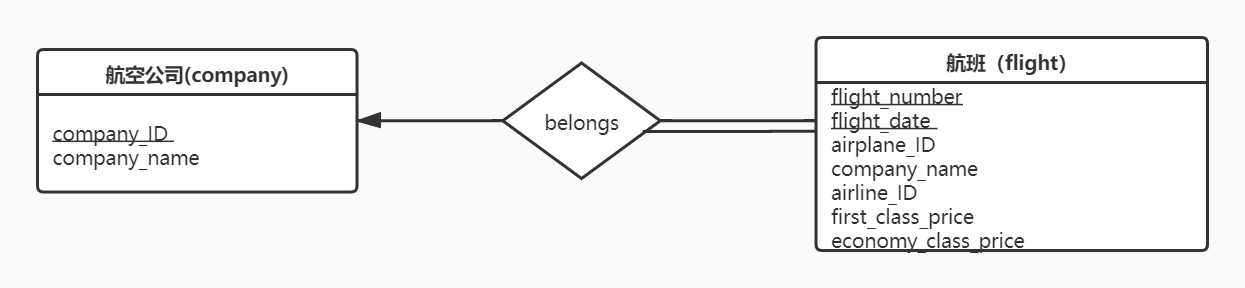 航空公司(company)
company_ID
company_name
belongs
航班（flight）
flight_number
flight_date
airplane_ID
company_name
airline_ID
first_class_price
economy_class_price